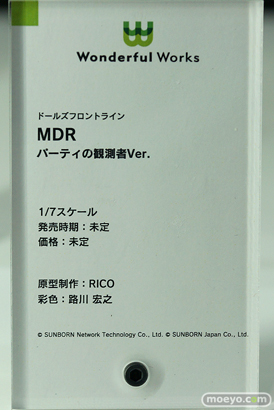 Wonderful Works
ドールズフロントライン
MDR
パーティの観測者Ver.
1/7スケール
発売時期：未定
価格：未定
原型制作：RICO
彩色：路川 宏之
© SUNBORN Network Technology Co., Ltd. © SUNBORN Japan Co., Ltd.
moeyo.com